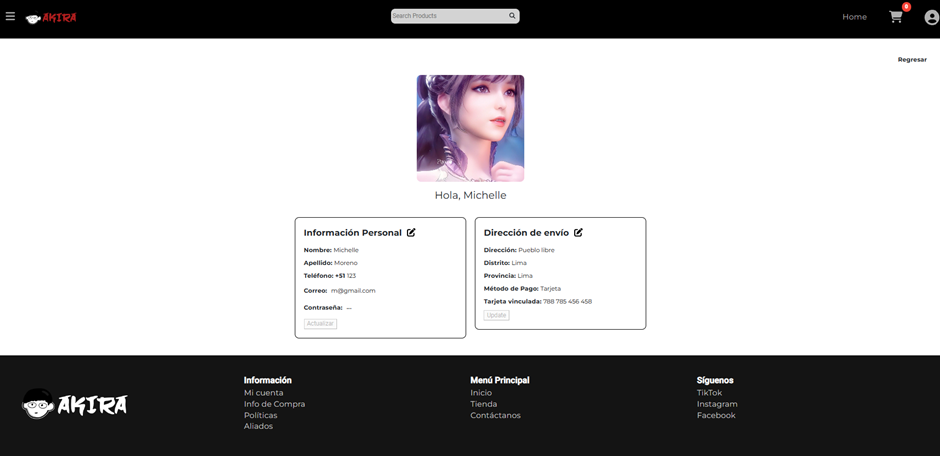 AKIRA
Search Products
Home
0
Regresar
Hola, Michelle
Información Personal
Nombre: Michelle
Apellido: Moreno
Teléfono: +51 123
Correo: m@gmail.com
Contraseña: ...
Actualizar
Dirección de envío
Dirección: Pueblo libre
Distrito: Lima
Provincia: Lima
Método de Pago: Tarjeta
Tarjeta vinculada: 788 785 456 458
Update
AKIRA
Información
Mi cuenta
Info de Compra
Políticas
Aliados
Menú Principal
Inicio
Tienda
Contáctanos
Síguenos
TikTok
Instagram
Facebook